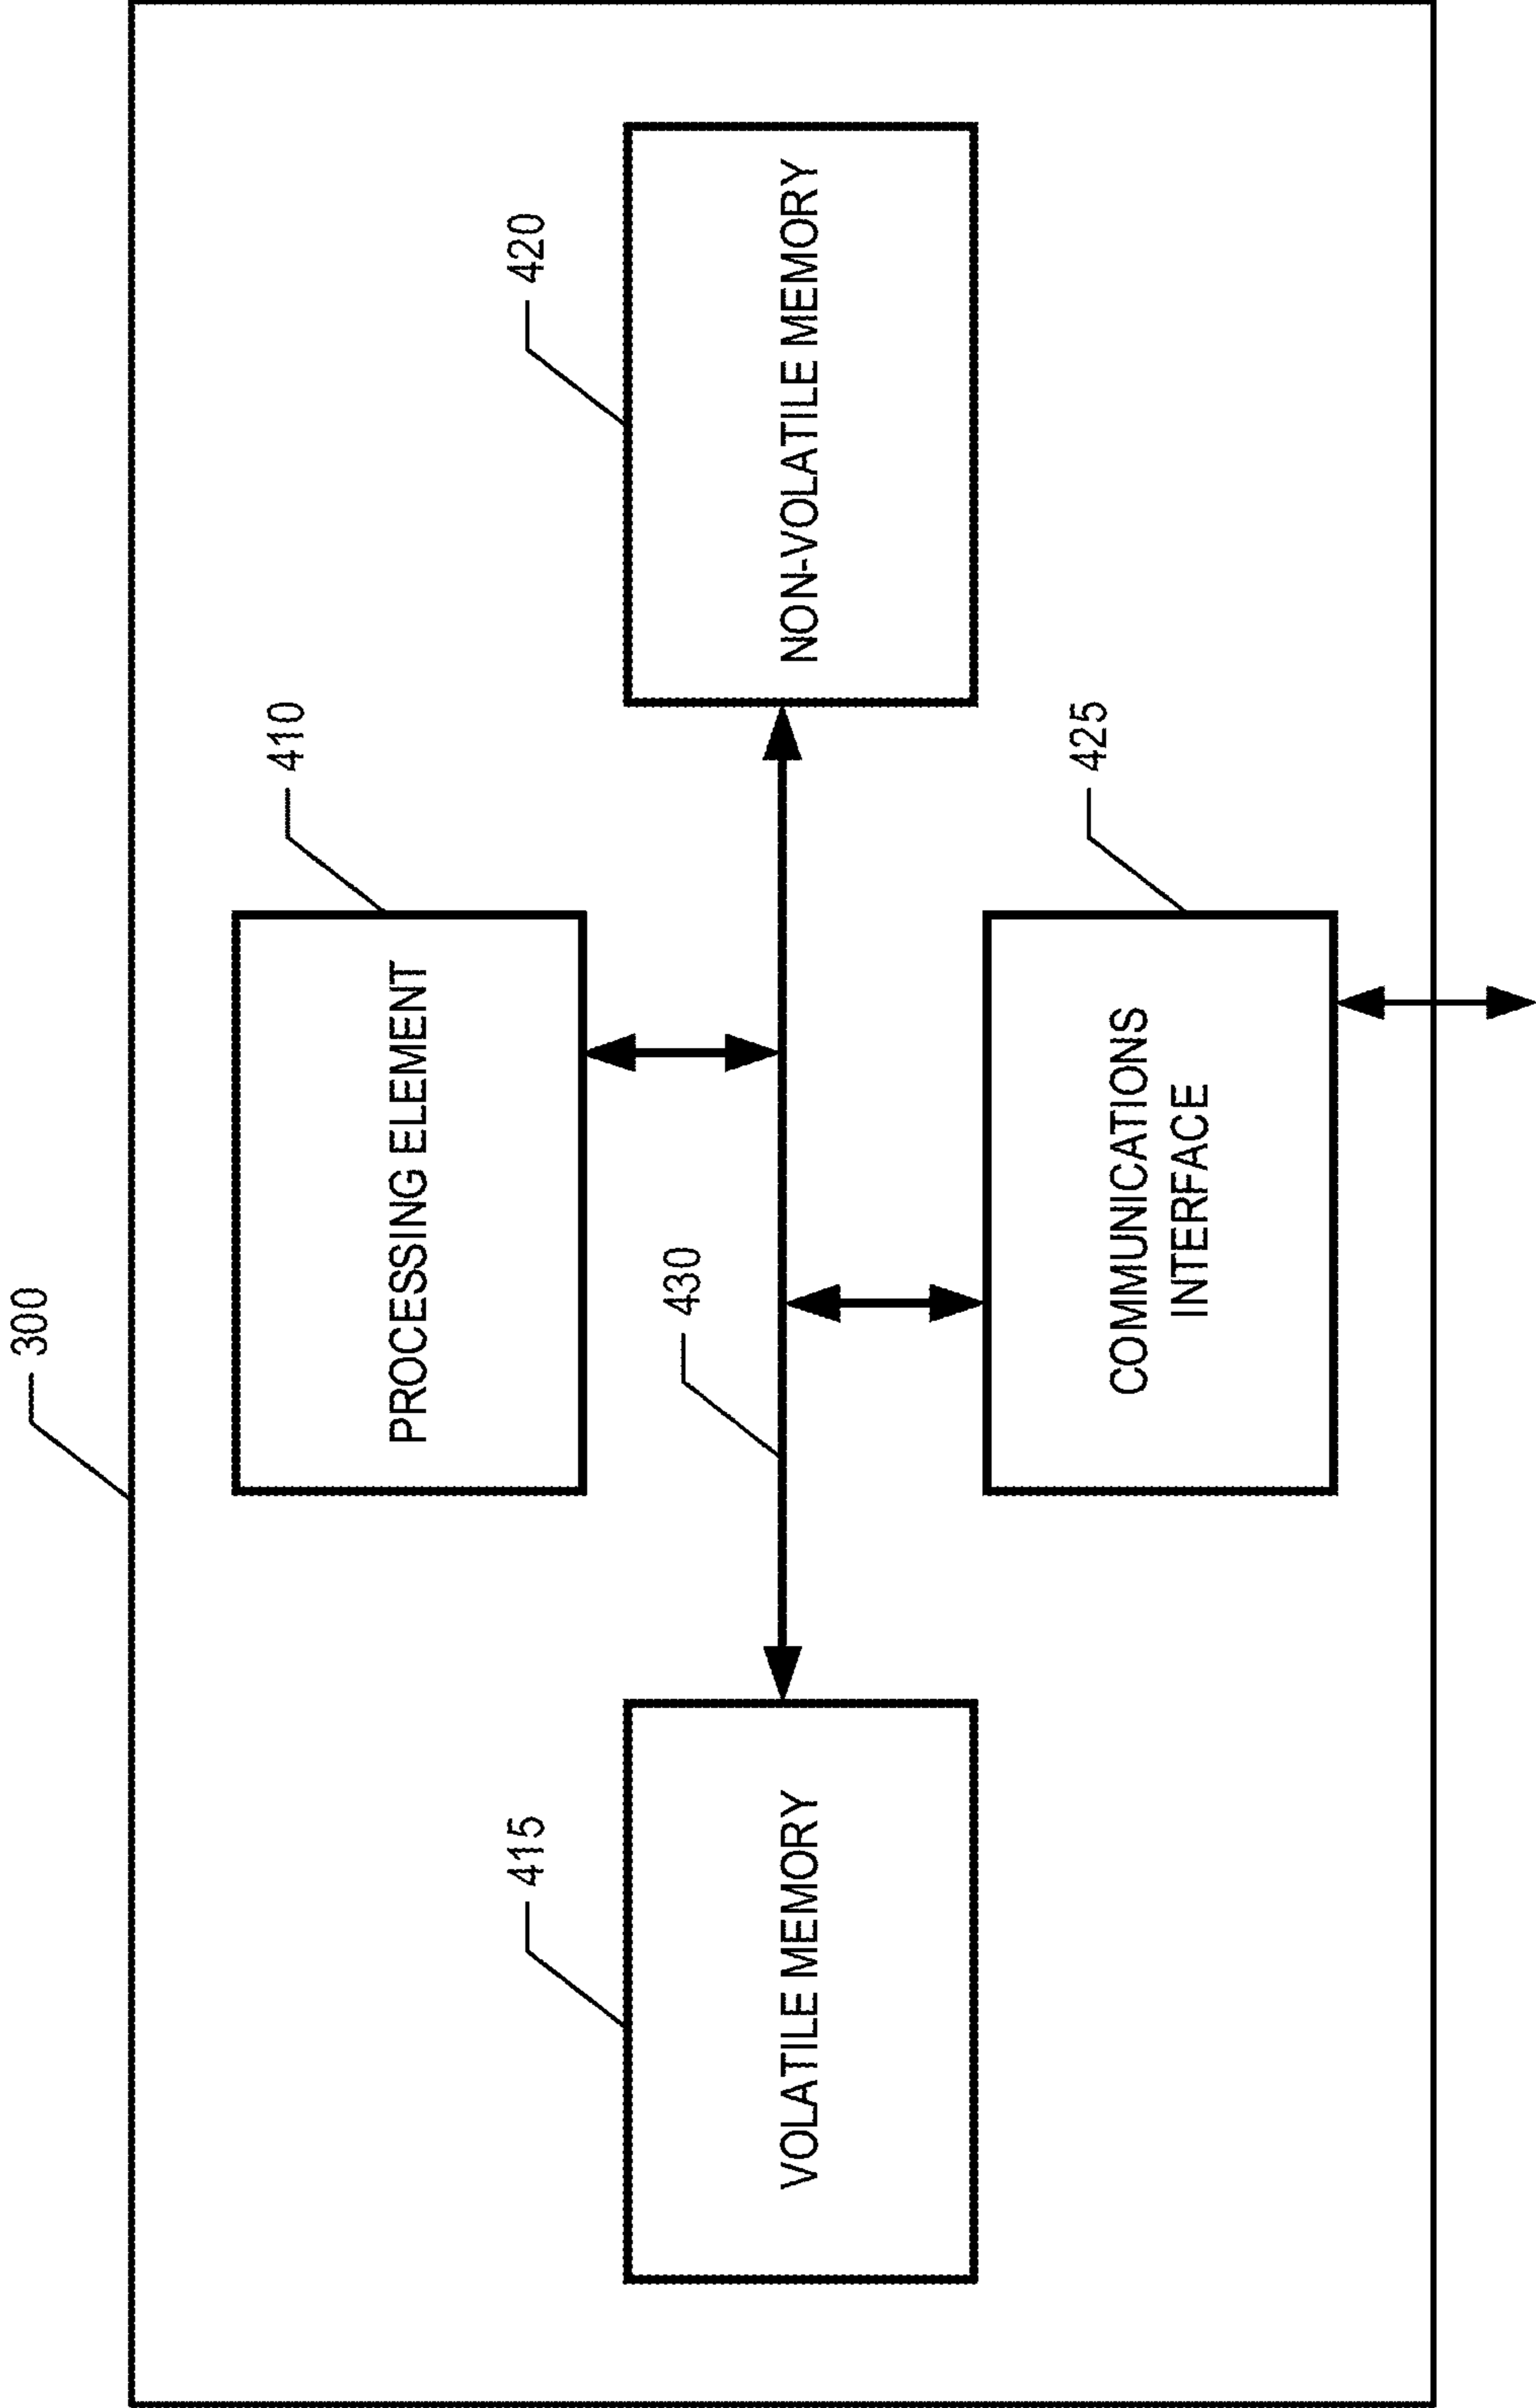 300
410
PROCESSING ELEMENT
415
420
430
VOLATILE MEMORY
NON-VOLATILE MEMORY
425
COMMUNICATIONS
INTERFACE